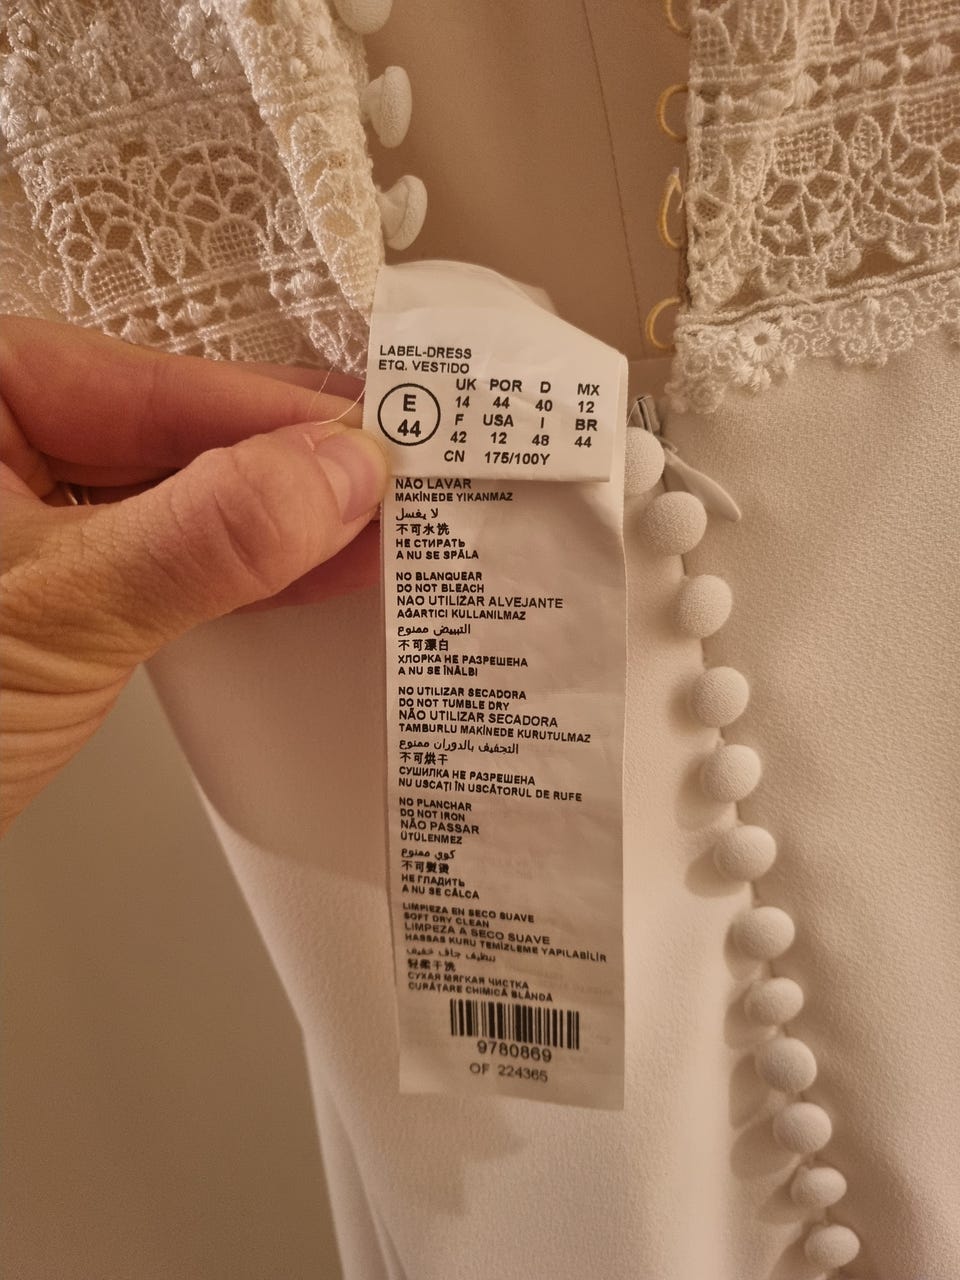 LABEL-DRESS
ETQ. VESTIDO
E
44
UK POR D MX
14 44 40 12
F USA I BR
42 12 48 44
CN 175/100Y
NÃO LAVAR
MAKİNEDE YIKANMAZ
لا يغسل
不可水洗
НЕ СТИРАТЬ
A NU SE SPĂLA
NO BLANQUEAR
DO NOT BLEACH
NAO UTILIZAR ALVEJANTE
AĞARTICI KULLANILMAZ
التبييض ممنوع
不可漂白
ХЛОРКА НЕ РАЗРЕШЕНА
A NU SE ÎNĂLBI
NO UTILIZAR SECADORA
DO NOT TUMBLE DRY
NÃO UTILIZAR SECADORA
TAMBURLU MAKİNEDE KURUTULMAZ
التجفيف بالدوران ممنوع
不可烘干
СУШИЛКА НЕ РАЗРЕШЕНА
NU USCAȚI ÎN USCĂTORUL DE RUFE
NO PLANCHAR
DO NOT IRON
NÃO PASSAR
ÜTÜLENMEZ
كوي ممنوع
不可熨烫
НЕ ГЛАДИТЬ
A NU SE CĂLCA
LIMPIEZA EN SECO SUAVE
SOFT DRY CLEAN
LIMPEZA A SECO SUAVE
HASSAS KURU TEMİZLEME YAPILABİLİR
تنظيف جاف خفيف
轻柔干洗
СУХАЯ МЯГКАЯ ЧИСТКА
CURĂȚARE CHIMICĂ BLÂNDĂ
9780869
OF 224365